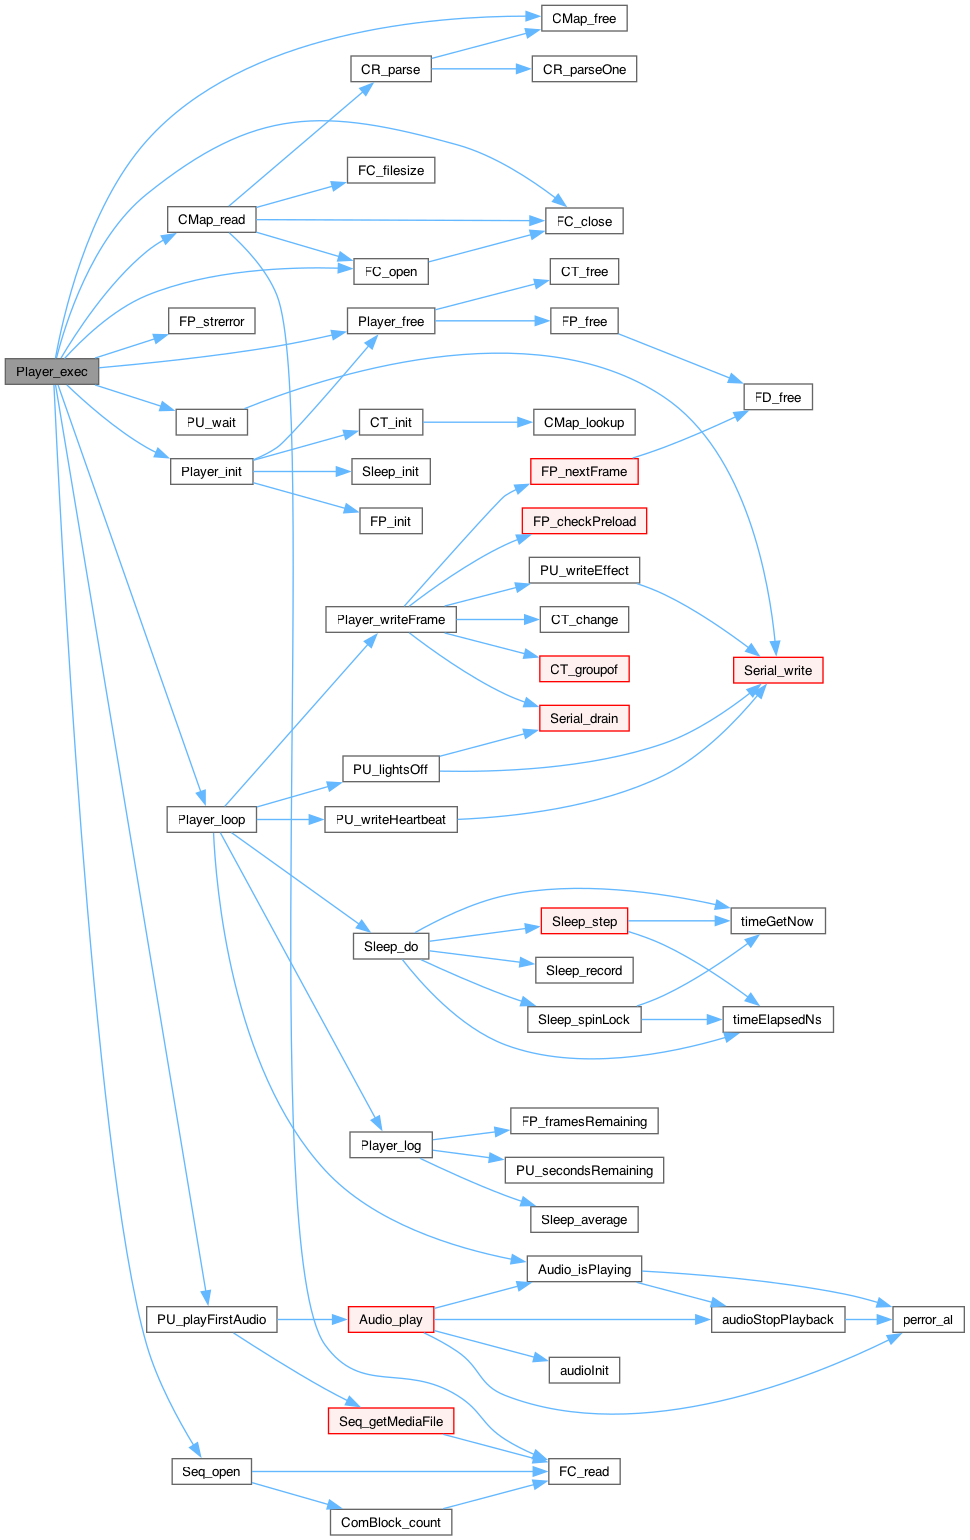 CMap_free
CR_parse
CR_parseOne
FC_filesize
CMap_read
FC_close
FC_open
CT_free
FP_strerror
Player_free
FP_free
Player_exec
FD_free
PU_wait
CT_init
CMap_lookup
Player_init
Sleep_init
FP_nextFrame
FP_init
FP_checkPreload
PU_writeEffect
Player_writeFrame
CT_change
CT_groupof
Serial_write
Serial_drain
PU_lightsOff
Player_loop
PU_writeHeartbeat
Sleep_step
timeGetNow
Sleep_do
Sleep_record
Sleep_spinLock
timeElapsedNs
FP_framesRemaining
Player_log
PU_secondsRemaining
Sleep_average
Audio_isPlaying
PU_playFirstAudio
Audio_play
audioStopPlayback
perror_al
audioInit
Seq_getMediaFile
Seq_open
FC_read
ComBlock_count